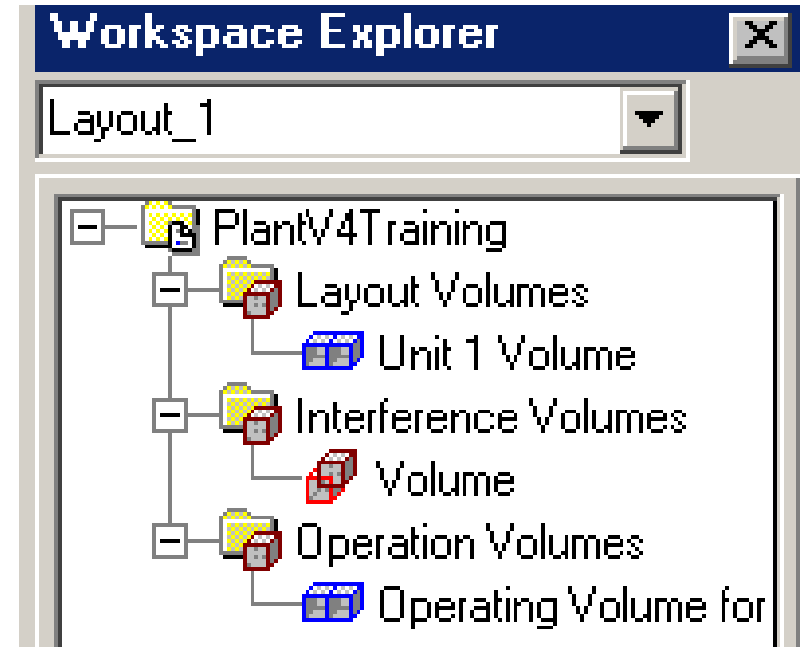 Workspace Explorer
Layout_1
PlantV4Training
Layout Volumes
Unit 1 Volume
Interference Volumes
Volume
Operation Volumes
Operating Volume for